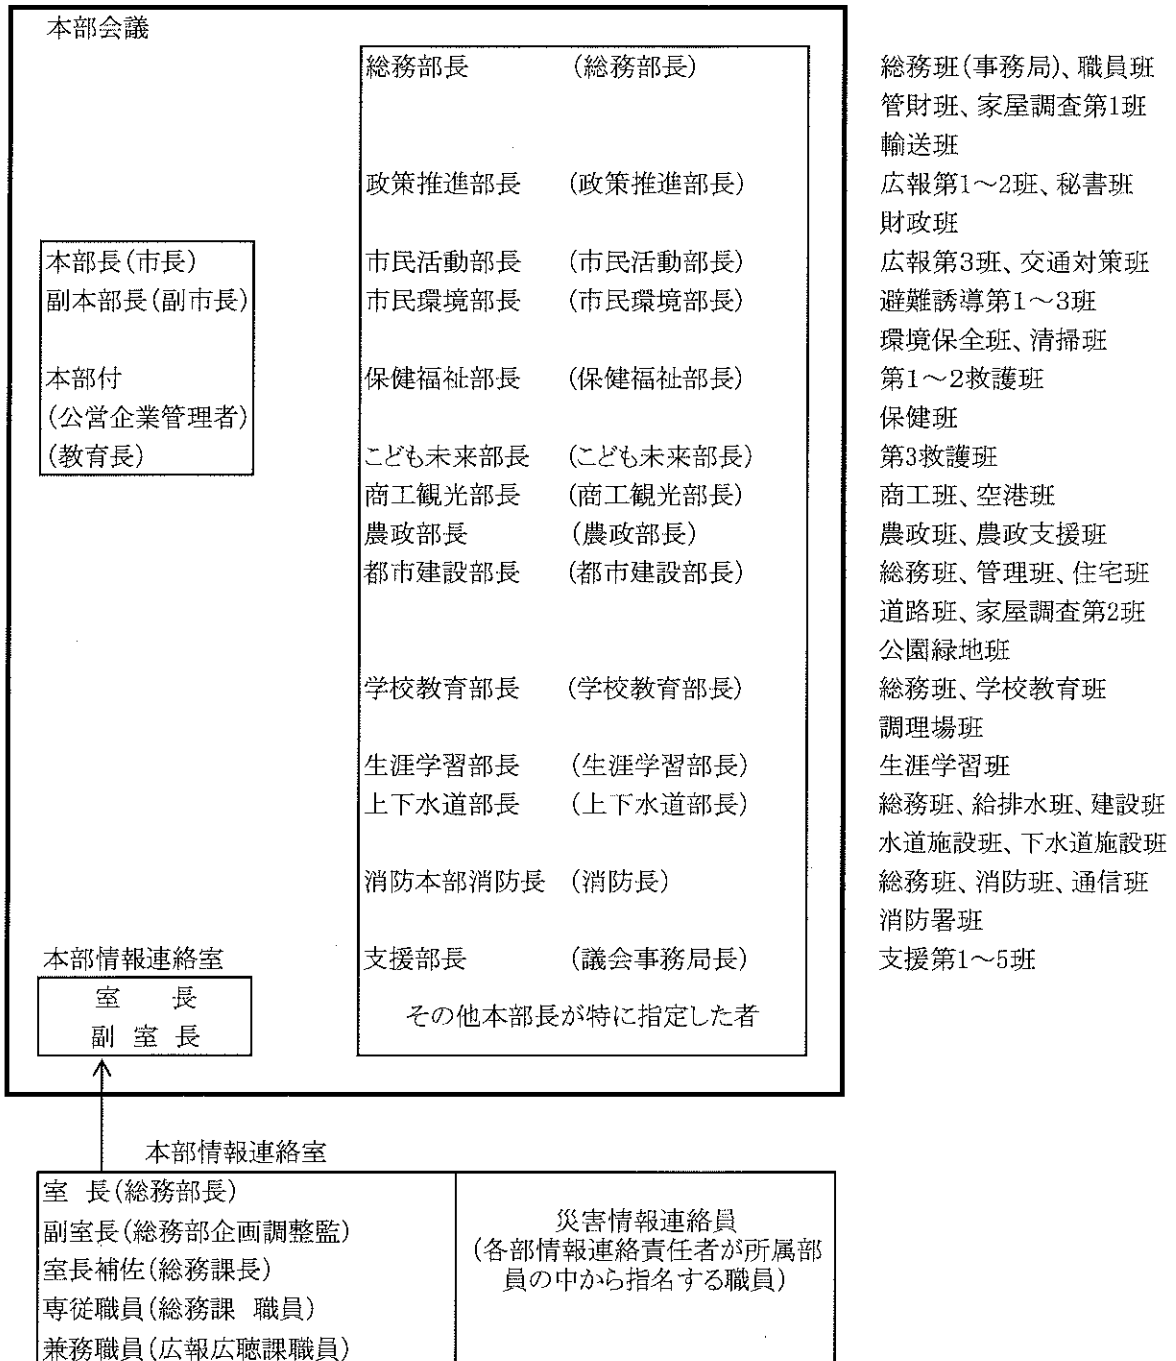 本部会議
総務部長 (総務部長) 総務班(事務局)、職員班
管財班、家屋調査第1班
輸送班
政策推進部長 (政策推進部長) 広報第1～2班、秘書班
財政班
本部長(市長) 市民活動部長 (市民活動部長) 広報第3班、交通対策班
副本部長(副市長) 市民環境部長 (市民環境部長) 避難誘導第1～3班
環境保全班、清掃班
本部付 保健福祉部長 (保健福祉部長) 第1～2救護班
(公営企業管理者) 保健班
(教育長) こども未来部長 (こども未来部長) 第3救護班
商工観光部長 (商工観光部長) 商工班、空港班
農政部長 (農政部長) 農政班、農政支援班
都市建設部長 (都市建設部長) 総務班、管理班、住宅班
道路班、家屋調査第2班
公園緑地班
学校教育部長 (学校教育部長) 総務班、学校教育班
調理場班
生涯学習部長 (生涯学習部長) 生涯学習班
上下水道部長 (上下水道部長) 総務班、給排水班、建設班
水道施設班、下水道施設班
消防本部消防長 (消防長) 総務班、消防班、通信班
消防署班
本部情報連絡室 支援部長 (議会事務局長) 支援第1～5班
室 長
その他本部長が特に指定した者
副 室 長
本部情報連絡室
室 長(総務部長)
副室長(総務部企画調整監)
室長補佐(総務課長)
専従職員(総務課 職員)
兼務職員(広報広聴課職員)
災害情報連絡員
(各部情報連絡責任者が所属部
員の中から指名する職員)